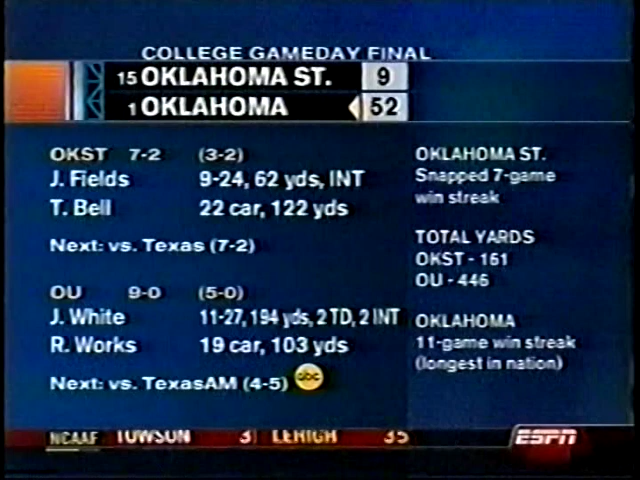 COLLEGE GAMEDAY FINAL
15 OKLAHOMA ST. 9
1 OKLAHOMA 52
OKST 7-2 (3-2)
J. Fields 9-24, 62 yds, INT
T. Bell 22 car, 122 yds
Next: vs. Texas (7-2)
OU 9-0 (5-0)
J. White 11-27, 194 yds, 2 TD, 2 INT
R. Works 19 car, 103 yds
Next: vs. TexasAM (4-5) abc
OKLAHOMA ST.
Snapped 7-game
win streak
TOTAL YARDS
OKST - 161
OU - 446
OKLAHOMA
11-game win streak
(longest in nation)
NCAAF TOWSON 3 LEHIGH 35
ESPN